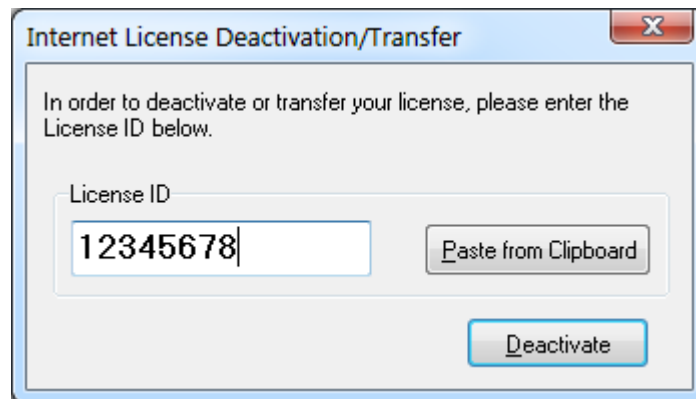 Internet License Deactivation/Transfer
In order to deactivate or transfer your license, please enter the
License ID below.
License ID
12345678
Paste from Clipboard
Deactivate